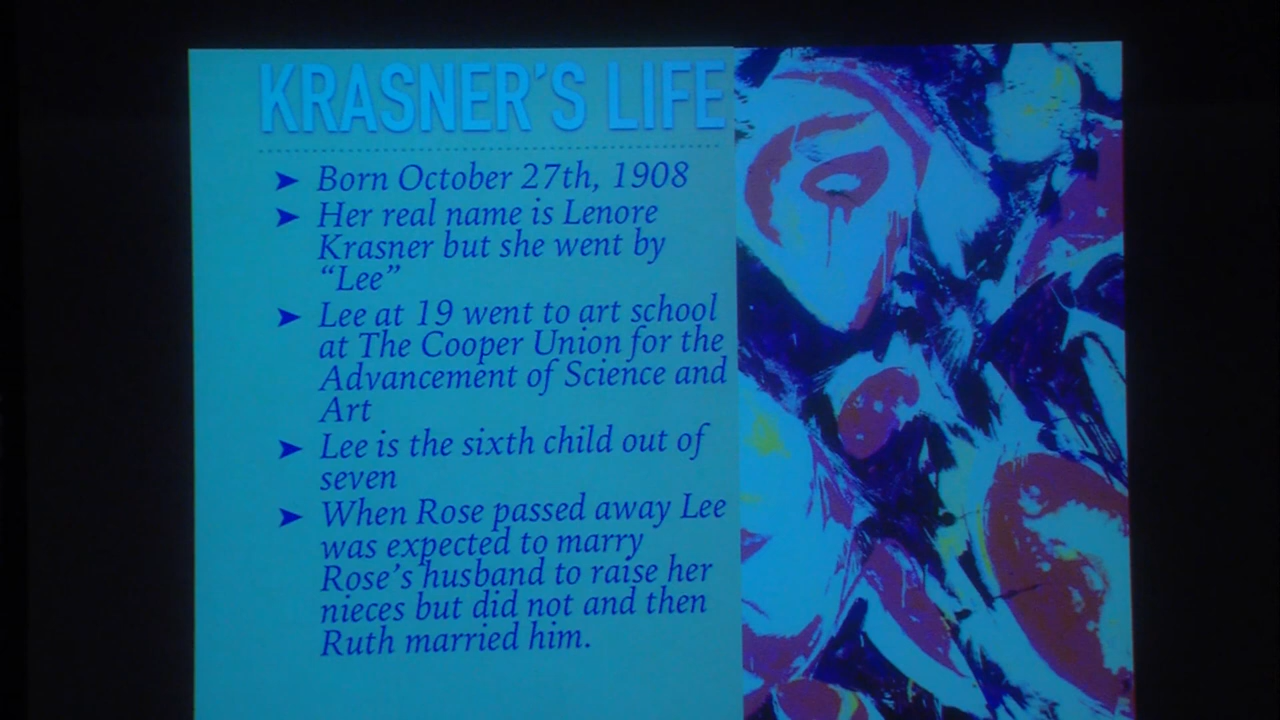 KRASNER'S LIFE
➤ Born October 27th, 1908
➤ Her real name is Lenore
Krasner but she went by
“Lee”
➤ Lee at 19 went to art school
at The Cooper Union for the
Advancement of Science and
Art
➤ Lee is the sixth child out of
seven
➤ When Rose passed away Lee
was expected to marry
Rose's husband to raise her
nieces but did not and then
Ruth married him.